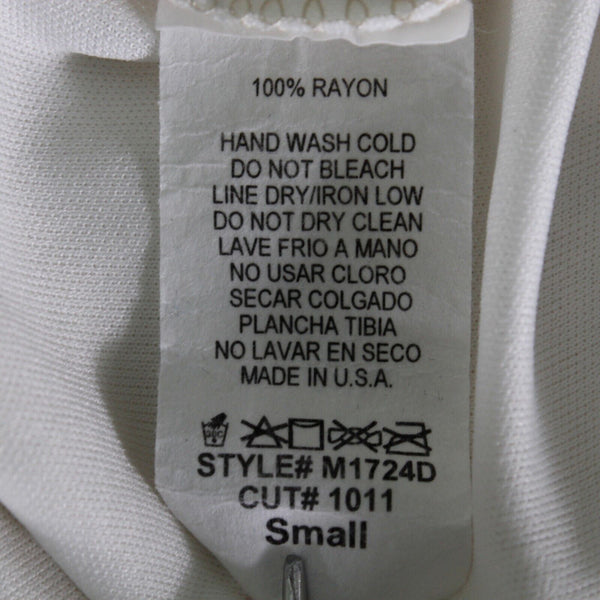 100% RAYON
HAND WASH COLD
DO NOT BLEACH
LINE DRY/IRON LOW
DO NOT DRY CLEAN
LAVE FRIO A MANO
NO USAR CLORO
SECAR COLGADO
PLANCHA TIBIA
NO LAVAR EN SECO
MADE IN U.S.A.
STYLE# M1724D
CUT# 1011
Small